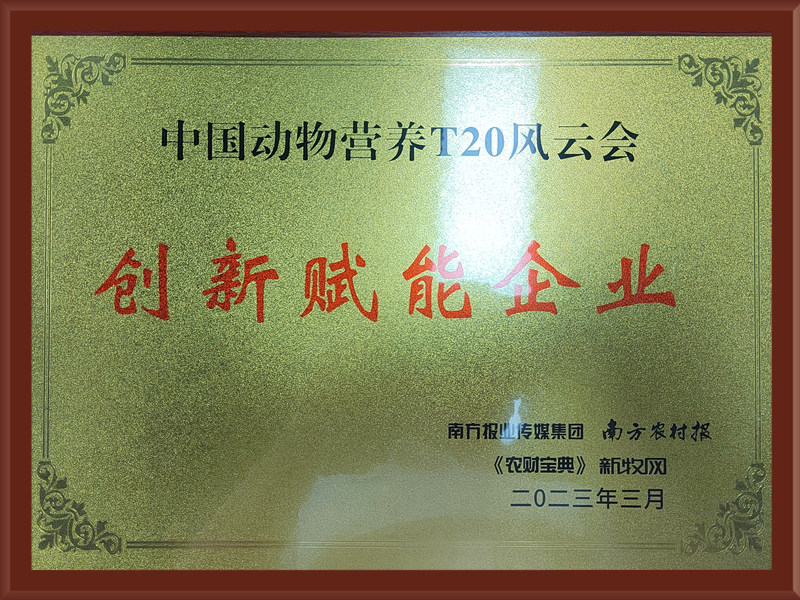 中国动物营养T20风云会
创新赋能企业
南方报业传媒集团 南方农村报
《农财宝典》新牧网
二〇二三年三月